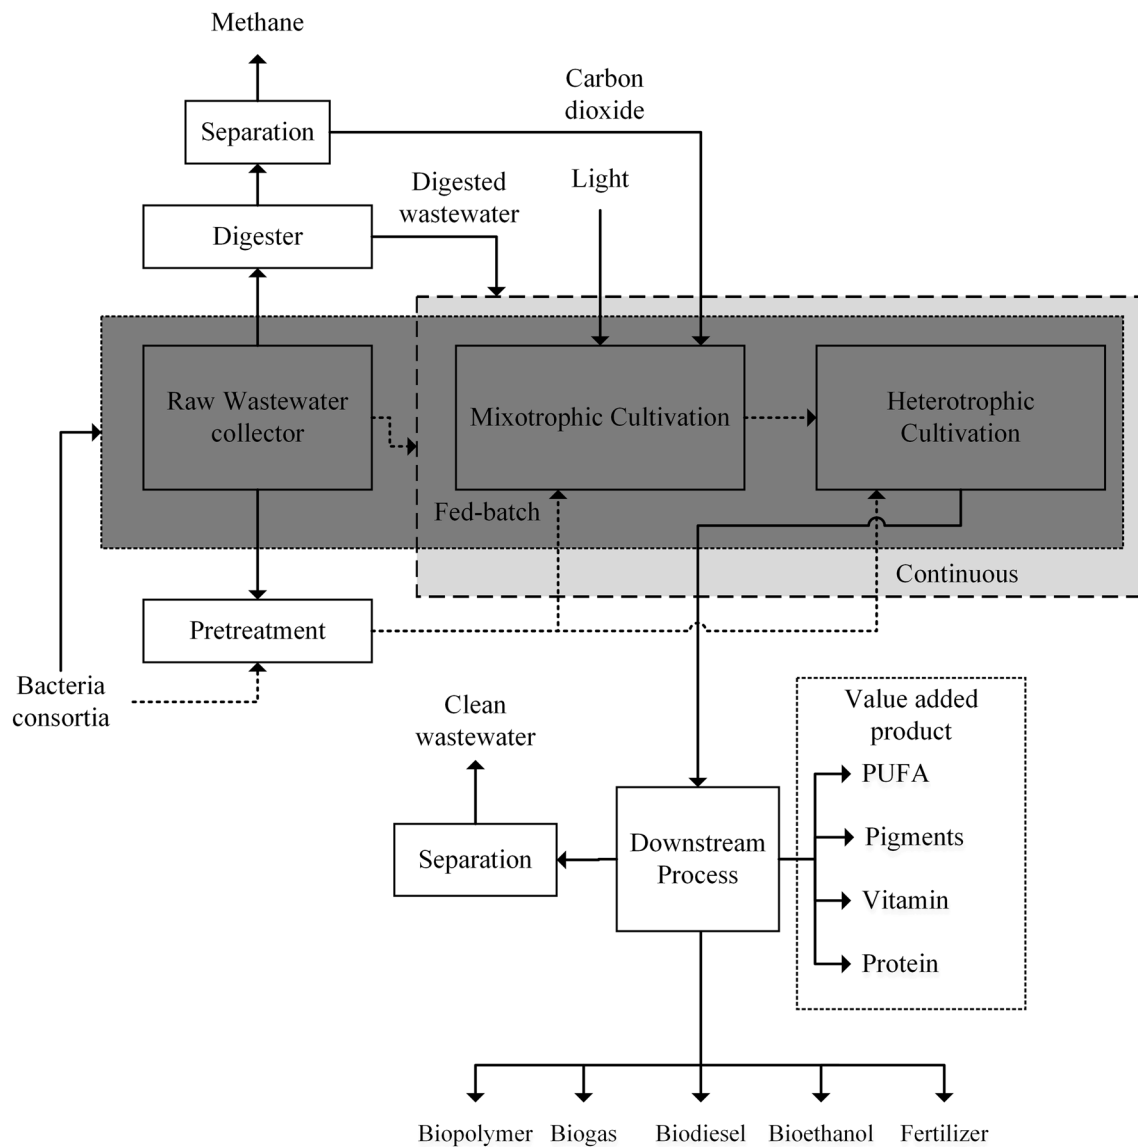 Methane
Carbon
dioxide
Separation
Digested
wastewater
Light
Digester
Raw Wastewater
collector
Mixotrophic Cultivation
Heterotrophic
Cultivation
Fed-batch
Continuous
Pretreatment
Bacteria
consortia
Clean
wastewater
Value added
product
PUFA
Pigments
Vitamin
Protein
Separation
Downstream
Process
Biopolymer
Biogas
Biodiesel
Bioethanol
Fertilizer